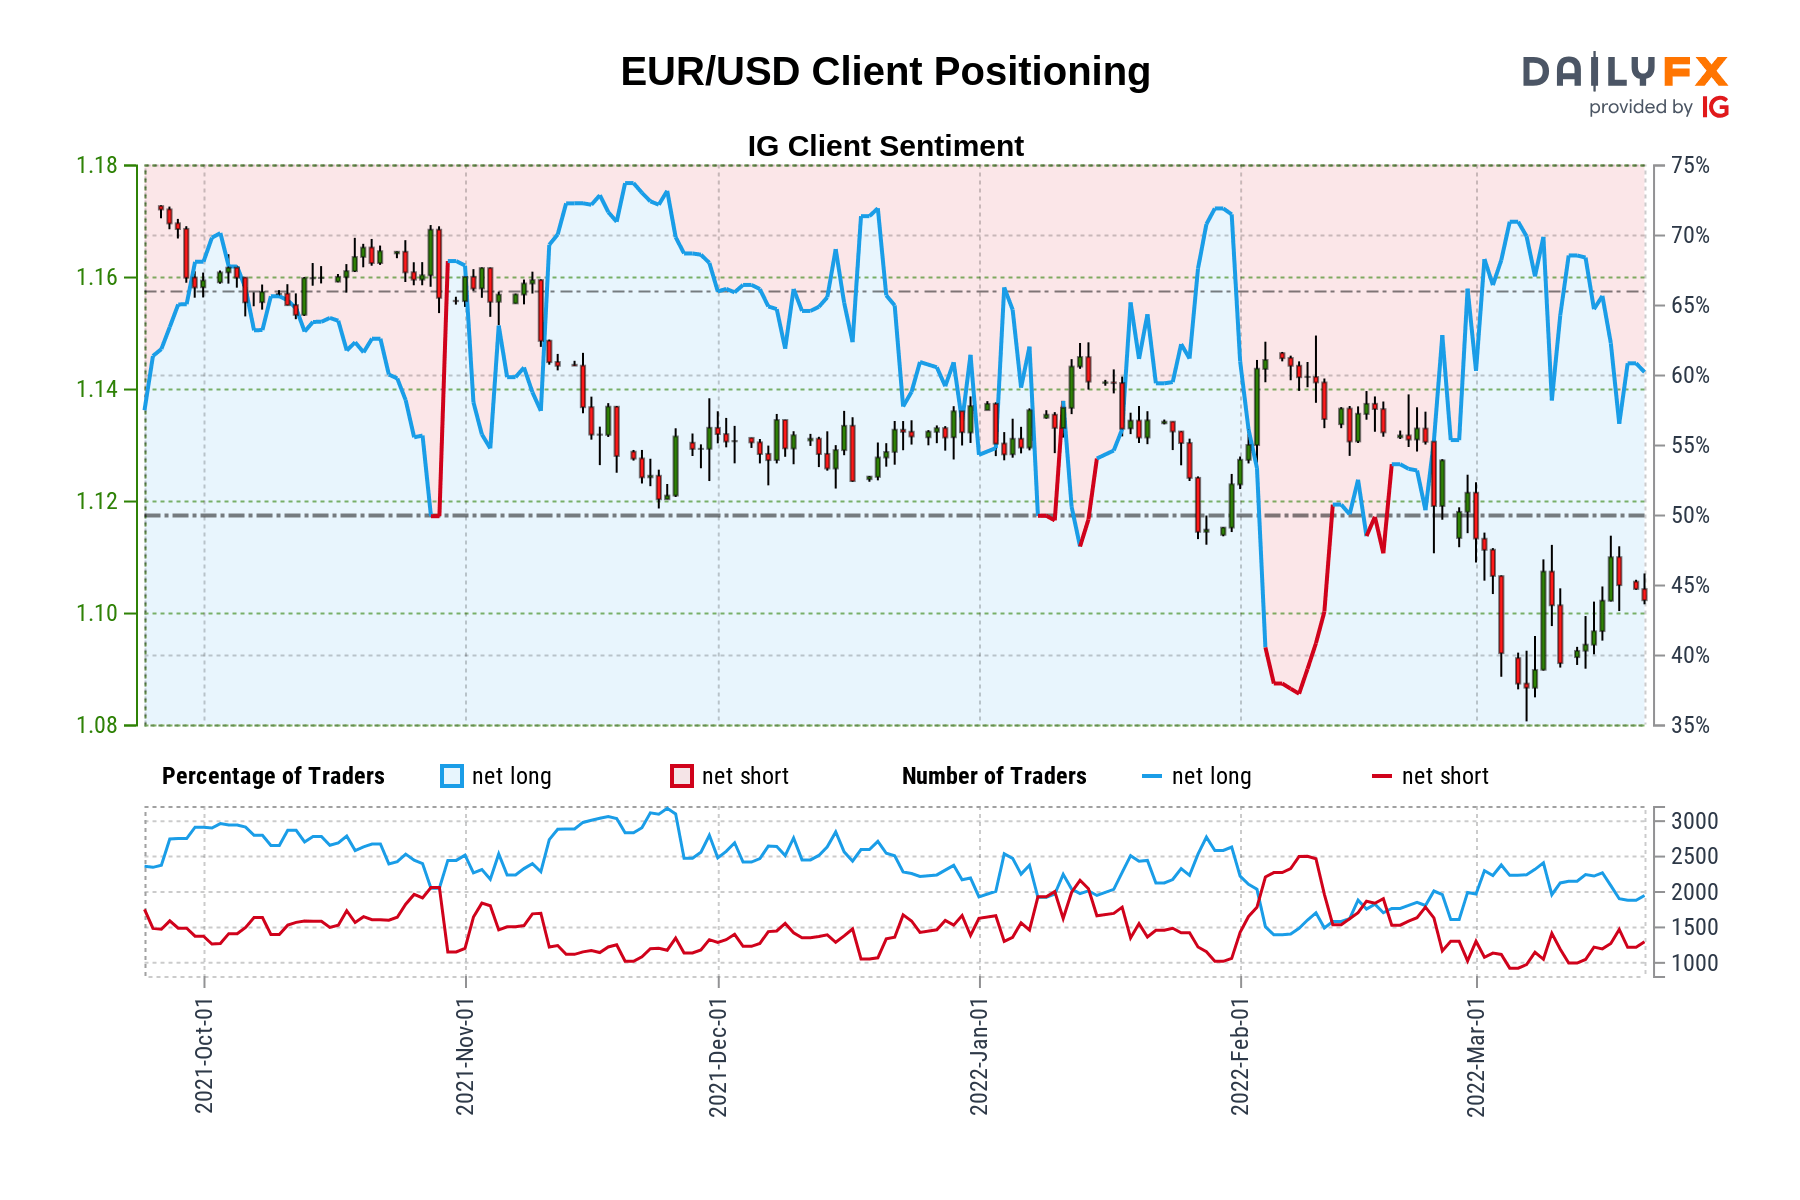 EUR/USD Client Positioning
DAILYFX
provided by IG
IG Client Sentiment
1.18
1.16
1.14
1.12
1.10
1.08
75%
70%
65%
60%
55%
50%
45%
40%
35%
Percentage of Traders net long net short Number of Traders net long net short
3000
2500
2000
1500
1000
2021-Oct-01
2021-Nov-01
2021-Dec-01
2022-Jan-01
2022-Feb-01
2022-Mar-01